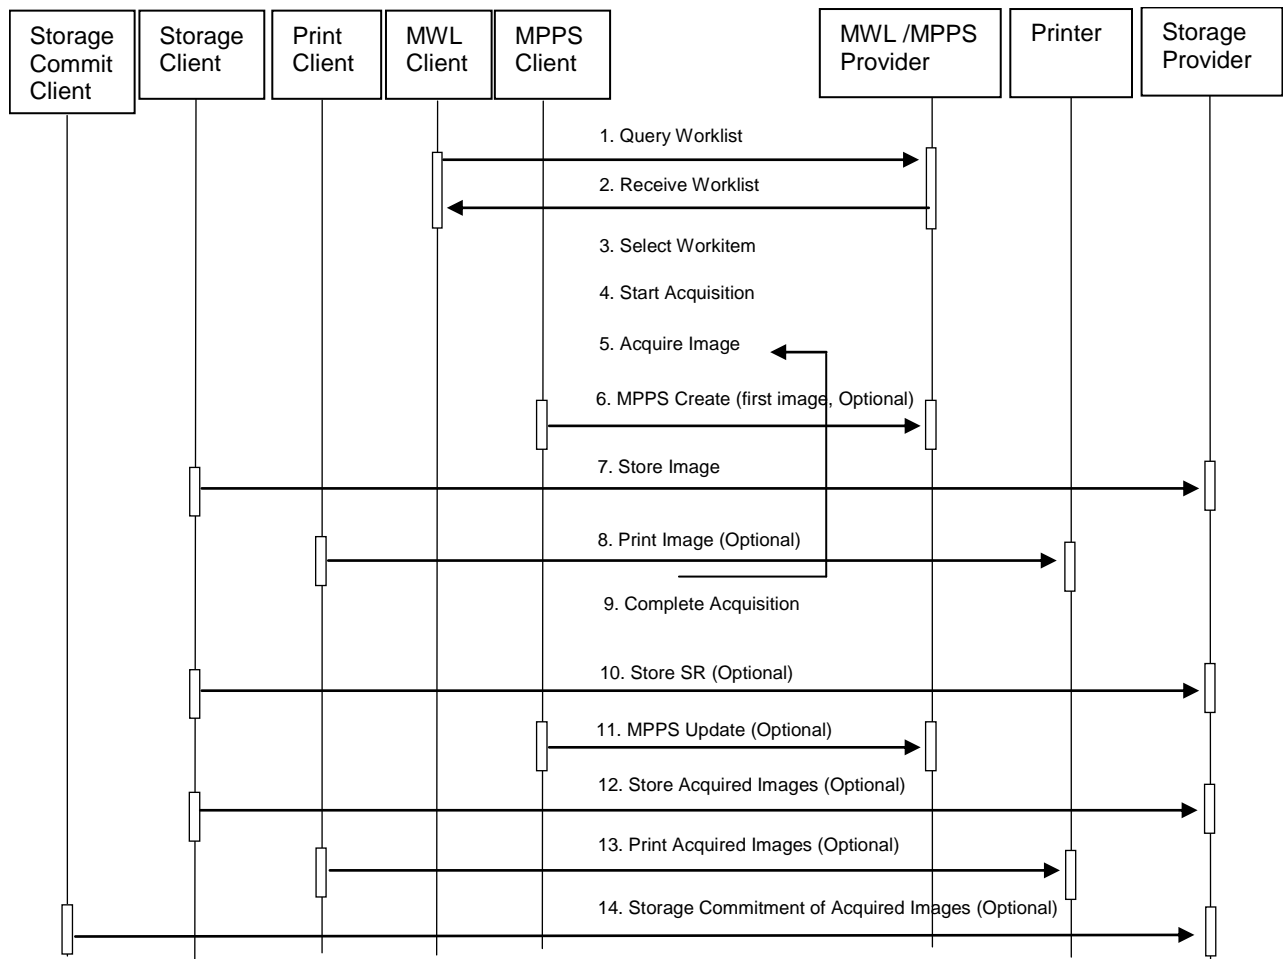 Storage
Commit
Client
Storage
Client
Print
Client
MWL
Client
MPPS
Client
MWL /MPPS
Provider
Printer
Storage
Provider
1. Query Worklist
2. Receive Worklist
3. Select Workitem
4. Start Acquisition
5. Acquire Image
6. MPPS Create (first image, Optional)
7. Store Image
8. Print Image (Optional)
9. Complete Acquisition
10. Store SR (Optional)
11. MPPS Update (Optional)
12. Store Acquired Images (Optional)
13. Print Acquired Images (Optional)
14. Storage Commitment of Acquired Images (Optional)